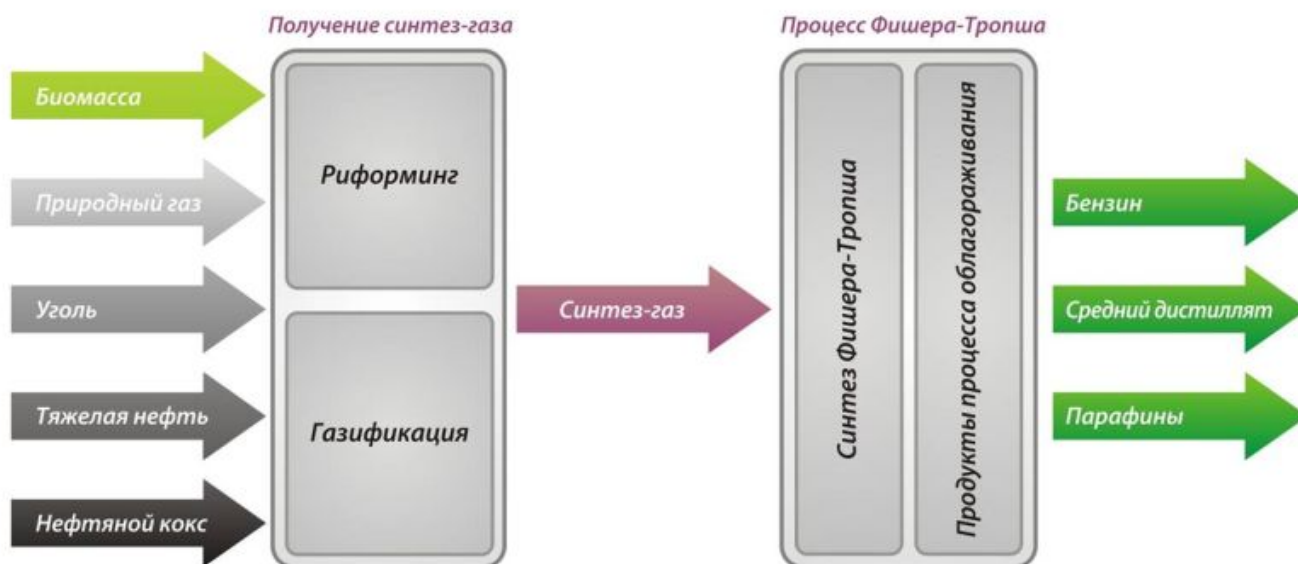 Получение синтез-газа
Процесс Фишера-Тропша
Биомасса
Природный газ
Уголь
Тяжелая нефть
Нефтяной кокс
Риформинг
Газификация
Синтез-газ
Синтез Фишера-Тропша
Продукты процесса облагораживания
Бензин
Средний дистиллят
Парафины